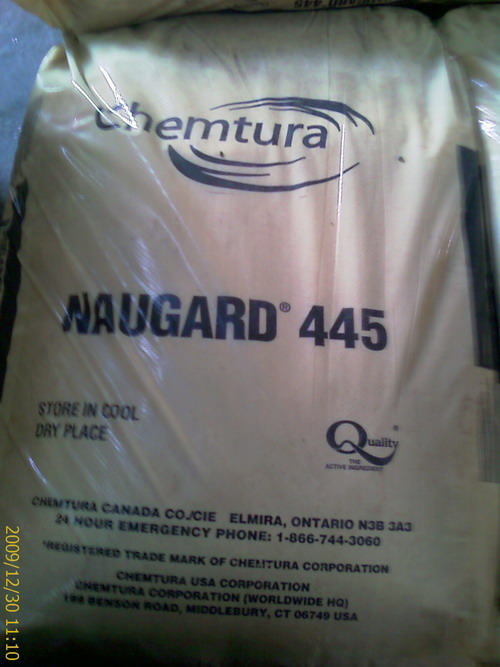 NAUGARD 445
Chemtura
NAUGARD® 445
STORE IN COOL
DRY PLACE
Quality®
THE
ACTIVE INGREDIENT
CHEMTURA CANADA CO./CIE ELMIRA, ONTARIO N3B 3A3
24 HOUR EMERGENCY PHONE: 1-866-744-3060
*REGISTERED TRADE MARK OF CHEMTURA CORPORATION
CHEMTURA USA CORPORATION
CHEMTURA CORPORATION (WORLDWIDE HQ)
199 BENSON ROAD, MIDDLEBURY, CT 06749 USA
2009/12/30 11:10